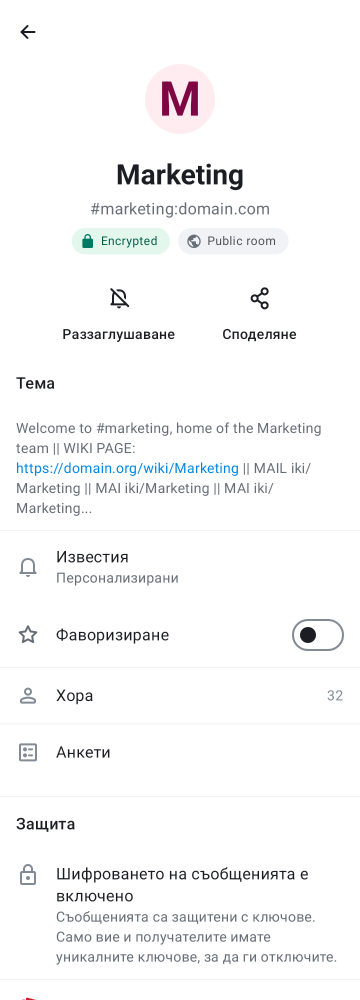 M
Marketing
#marketing:domain.com
Encrypted
Public room
Раззаглушаване
Споделяне
Тема
Welcome to #marketing, home of the Marketing
team || WIKI PAGE:
https://domain.org/wiki/Marketing || MAIL iki/
Marketing || MAI iki/Marketing || MAI iki/
Marketing...
Известия
Персонализирани
Фаворизиране
Хора
32
Анкети
Защита
Шифроването на съобщенията е
включено
Съобщенията са защитени с ключове.
Само вие и получателите имате
уникалните ключове, за да ги отключите.